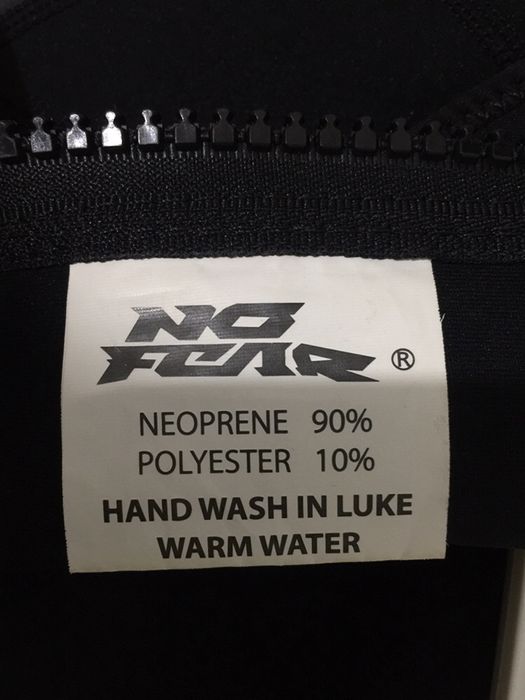 NO
FEAR ®
NEOPRENE 90%
POLYESTER 10%
HAND WASH IN LUKE
WARM WATER